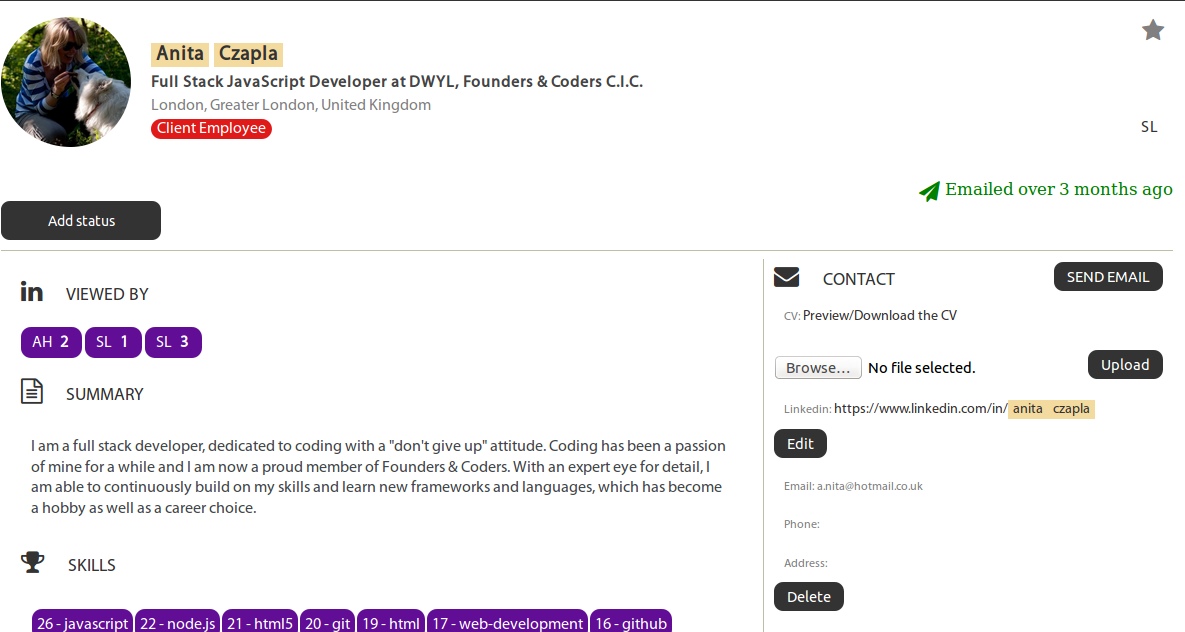 Anita Czapla
Full Stack JavaScript Developer at DWYL, Founders & Coders C.I.C.
London, Greater London, United Kingdom
Client Employee
SL
Emailed over 3 months ago
Add status
in VIEWED BY
AH 2 SL 1 SL 3
SUMMARY
I am a full stack developer, dedicated to coding with a "don't give up" attitude. Coding has been a passion
of mine for a while and I am now a proud member of Founders & Coders. With an expert eye for detail, I
am able to continuously build on my skills and learn new frameworks and languages, which has become
a hobby as well as a career choice.
SKILLS
26 - javascript 22 - node.js 21 - html5 20 - git 19 - html 17 - web-development 16 - github
CONTACT
SEND EMAIL
CV: Preview/Download the CV
Browse... No file selected.
Upload
Linkedin: https://www.linkedin.com/in/ anita czapla
Edit
Email: a.nita@hotmail.co.uk
Phone:
Address:
Delete